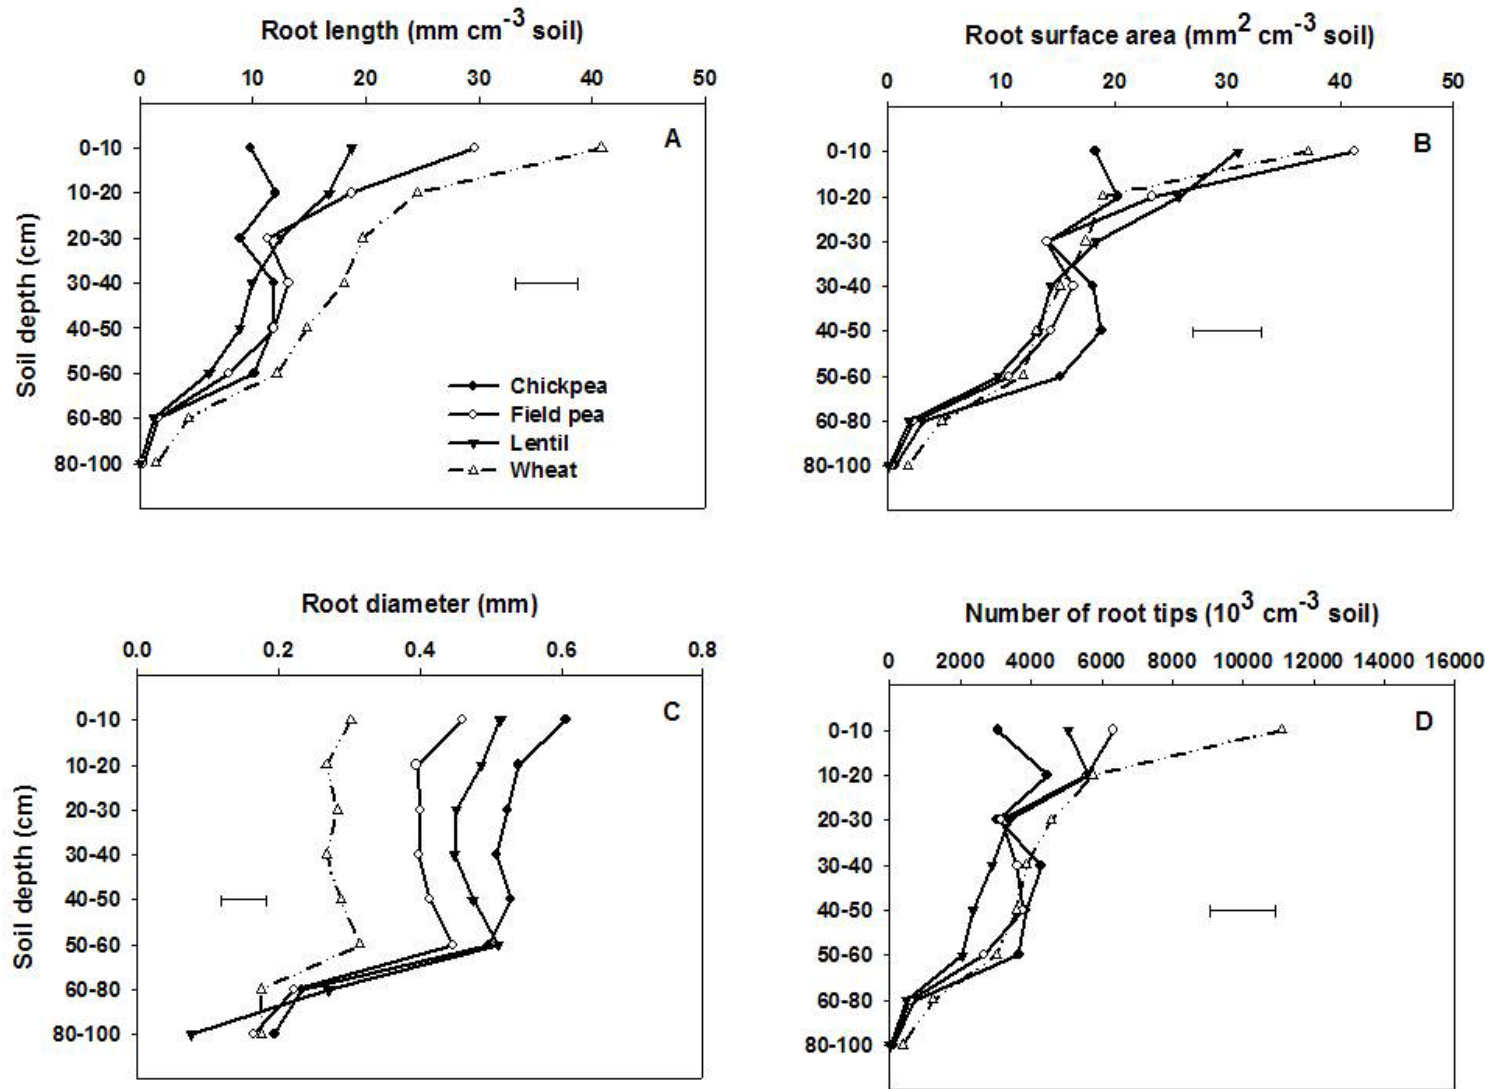 Root length (mm cm⁻³ soil)
0 10 20 30 40 50
A
0-10
10-20
20-30
30-40
40-50
50-60
60-80
80-100
Soil depth (cm)
Chickpea
Field pea
Lentil
Wheat
Root surface area (mm² cm⁻³ soil)
0 10 20 30 40 50
B
0-10
10-20
20-30
30-40
40-50
50-60
60-80
80-100
Root diameter (mm)
0.0 0.2 0.4 0.6 0.8
C
0-10
10-20
20-30
30-40
40-50
50-60
60-80
80-100
Soil depth (cm)
Number of root tips (10³ cm⁻³ soil)
0 2000 4000 6000 8000 10000 12000 14000 16000
D
0-10
10-20
20-30
30-40
40-50
50-60
60-80
80-100